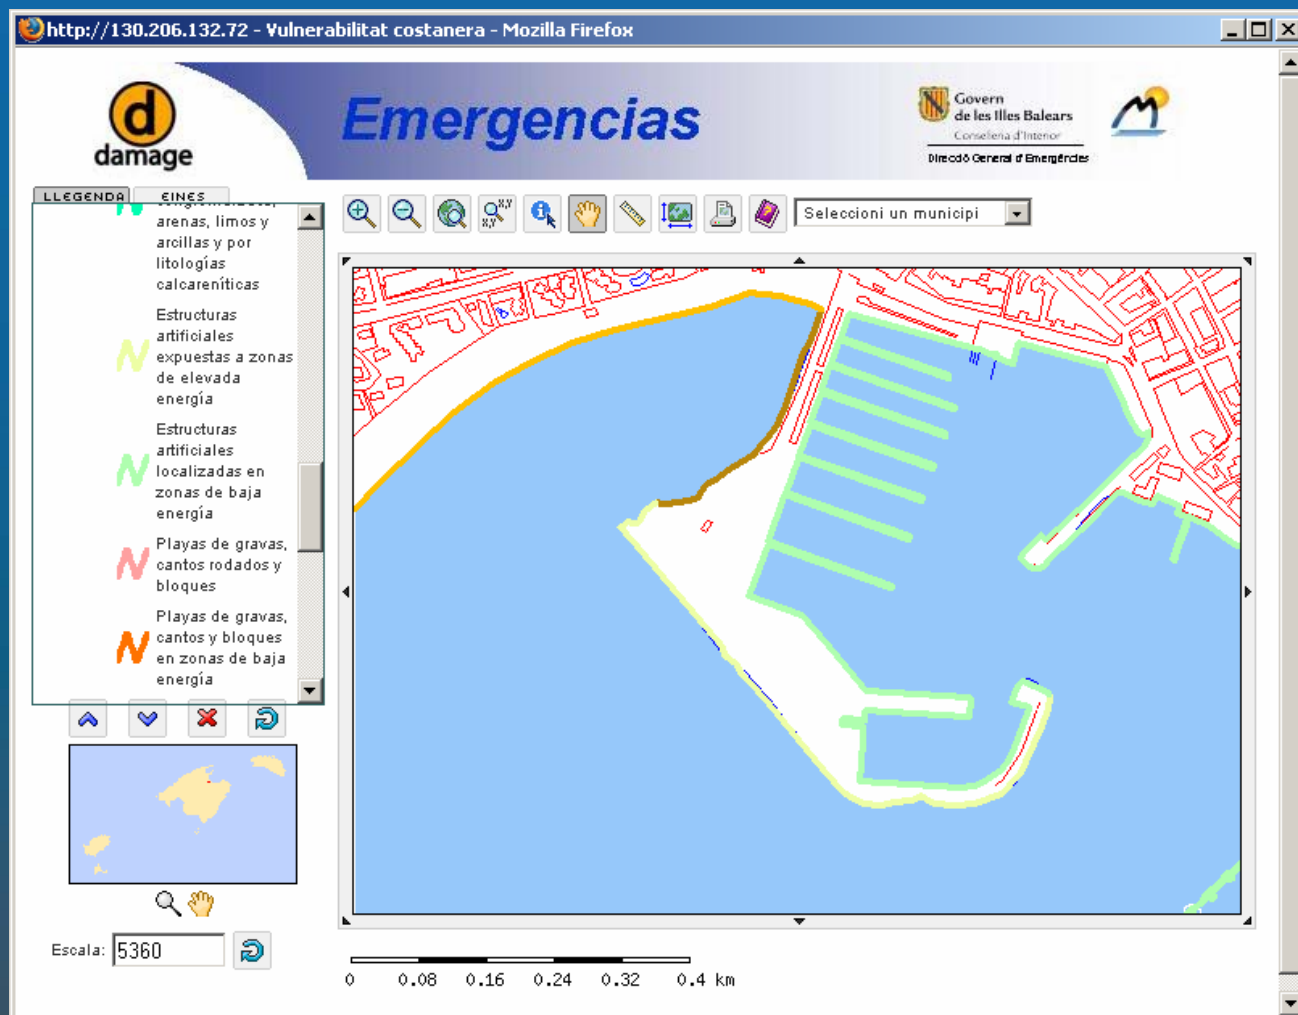 http://130.206.132.72 - Vulnerabilitat costanera - Mozilla Firefox
d
damage
Emergencias
Govern
de les Illes Balears
Conselleria d'Interior
Direcció General d'Emergències
LLEGENDA
EINES
arenas, limos y
arcillas y por
litologías
calcareníticas
Estructuras
artificiales
expuestas a zonas
de elevada
energía
Estructuras
artificiales
localizadas en
zonas de baja
energía
Playas de gravas,
cantos rodados y
bloques
Playas de gravas,
cantos y bloques
en zonas de baja
energía
x,y
x,y
Seleccioni un municipi
Escala: 5360
0 0.08 0.16 0.24 0.32 0.4 km